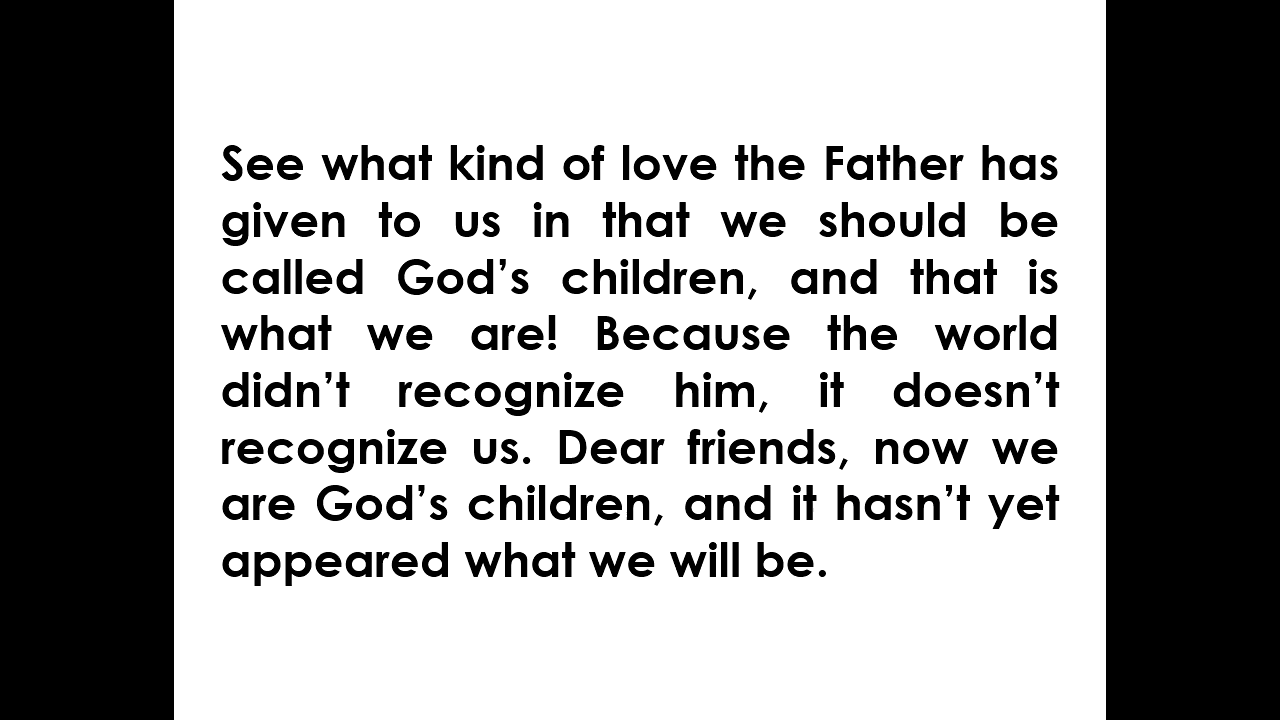 See what kind of love the Father has
given to us in that we should be
called God’s children, and that is
what we are! Because the world
didn’t recognize him, it doesn’t
recognize us. Dear friends, now we
are God’s children, and it hasn’t yet
appeared what we will be.